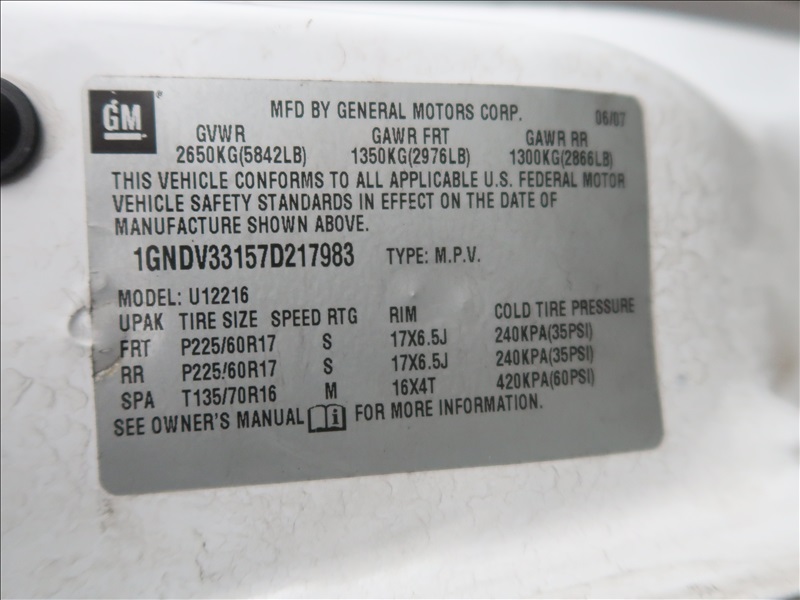 GM
MFD BY GENERAL MOTORS CORP. 06/07
GVWR GAWR FRT GAWR RR
2650KG(5842LB) 1350KG(2976LB) 1300KG(2866LB)
THIS VEHICLE CONFORMS TO ALL APPLICABLE U.S. FEDERAL MOTOR
VEHICLE SAFETY STANDARDS IN EFFECT ON THE DATE OF
MANUFACTURE SHOWN ABOVE.
1GNDV33157D217983 TYPE: M.P.V.
MODEL: U12216
UPAK TIRE SIZE SPEED RTG RIM COLD TIRE PRESSURE
FRT P225/60R17 S 17X6.5J 240KPA(35PSI)
RR P225/60R17 S 17X6.5J 240KPA(35PSI)
SPA T135/70R16 M 16X4T 420KPA(60PSI)
SEE OWNER'S MANUAL i FOR MORE INFORMATION.